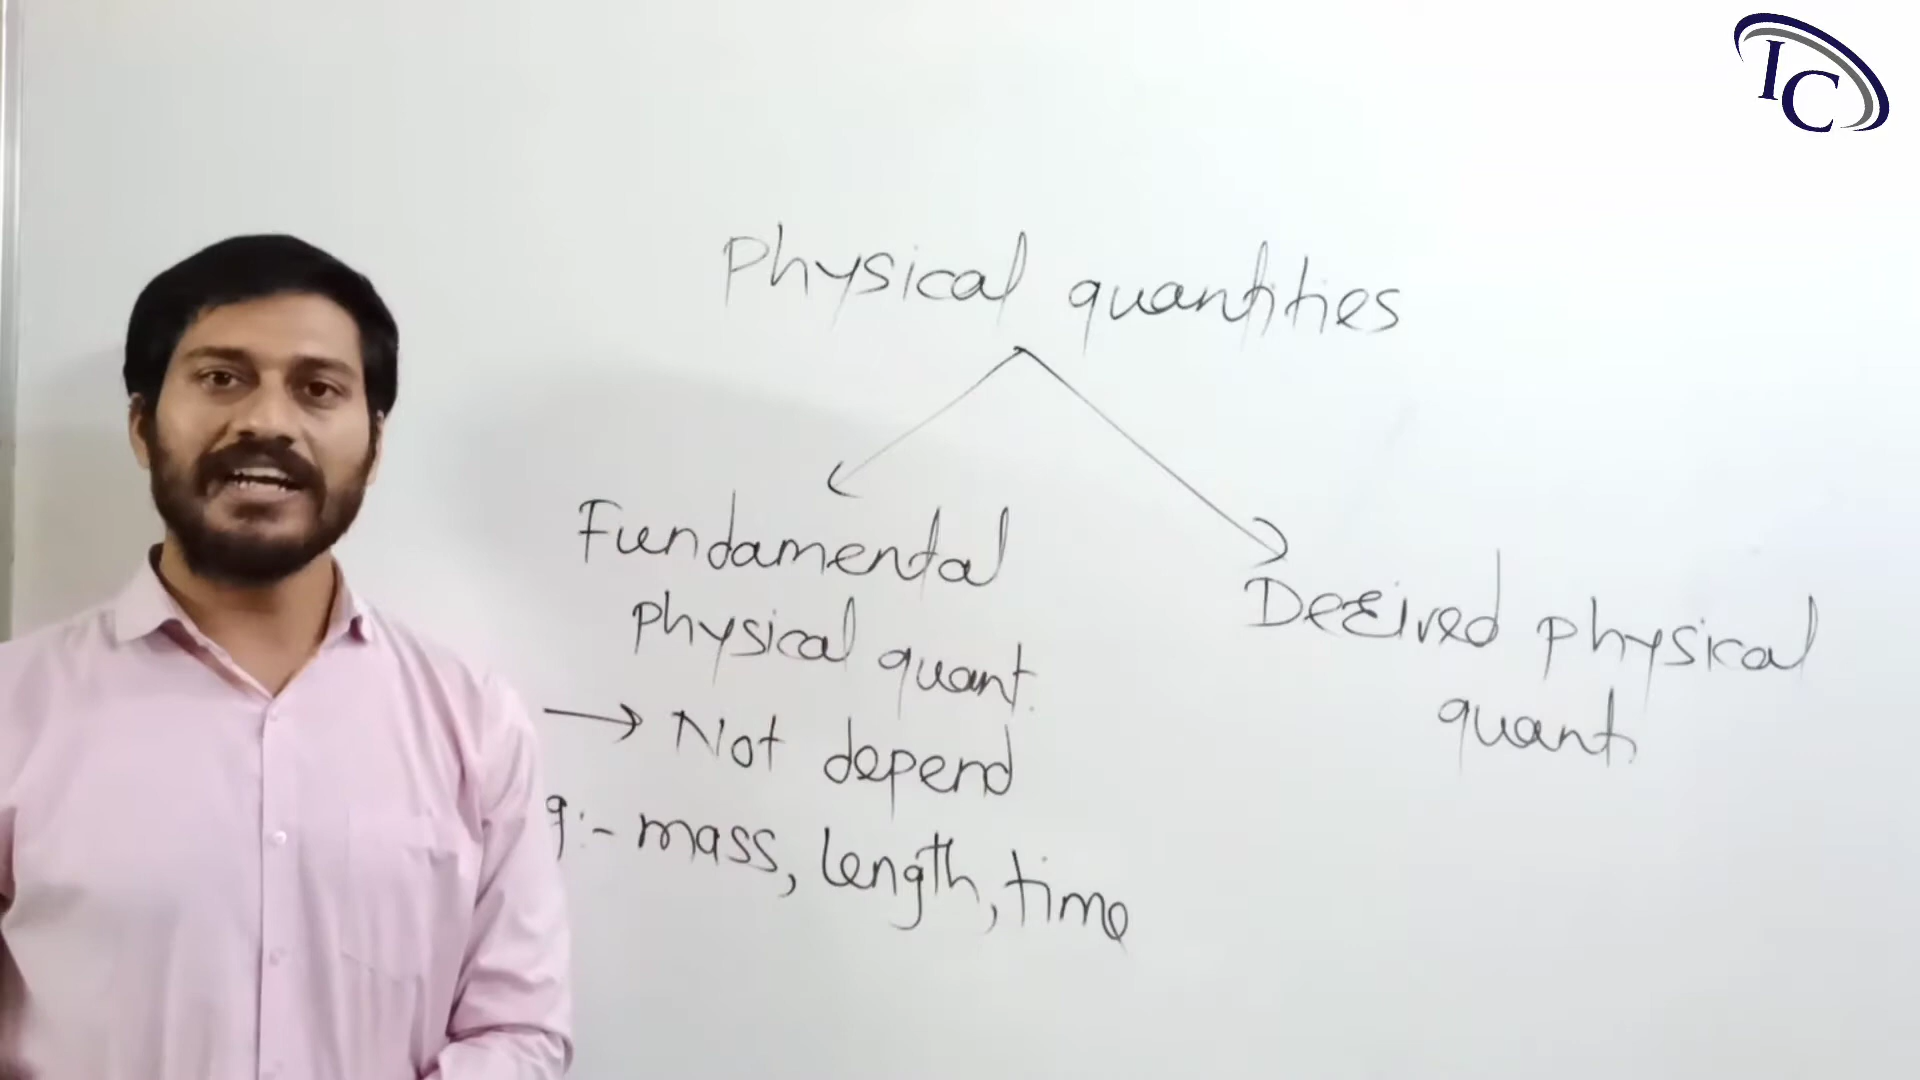 IC
Physical quantities
Fundamental
physical quant.
→ Not depend
g:- mass, length, time
Derived physical
quant.